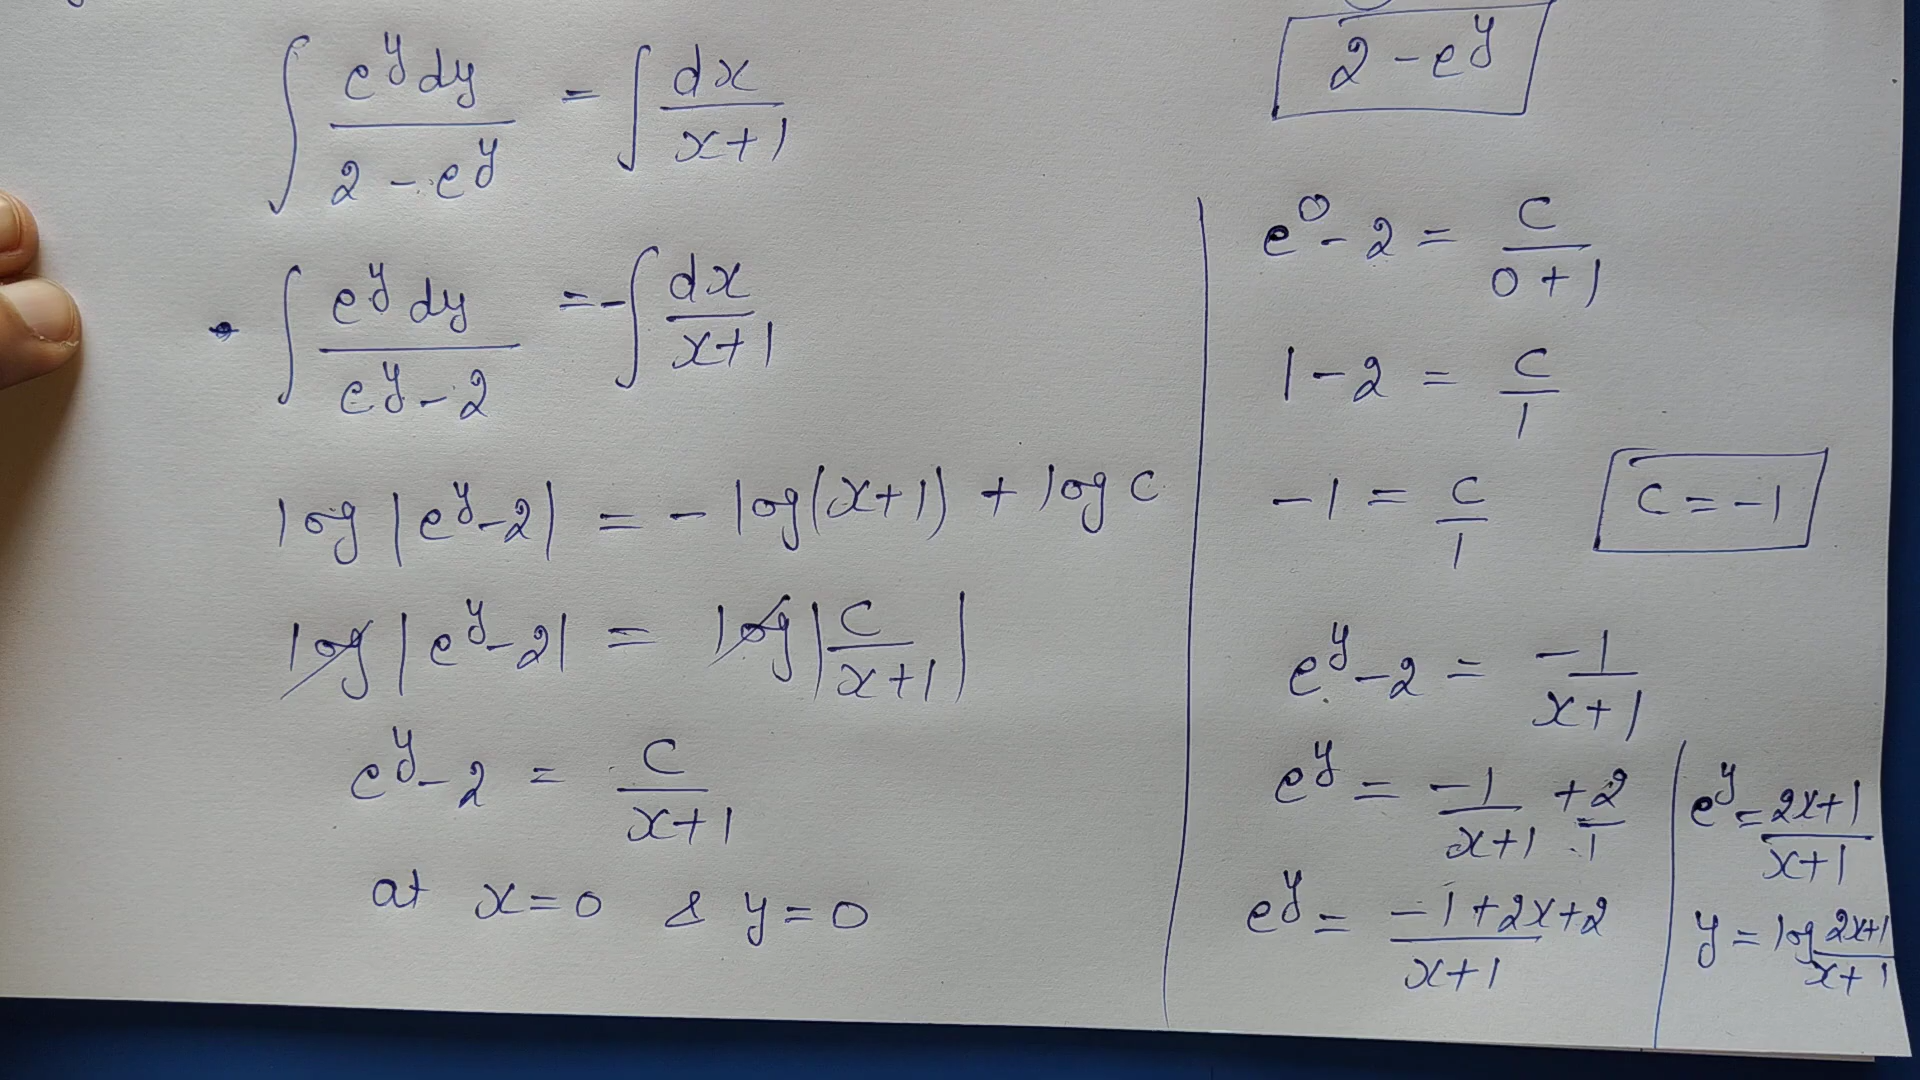 ∫ e^y dy / (2 - e^y) = ∫ dx / (x+1)
∫ e^y dy / (e^y - 2) = -∫ dx / (x+1)
log |e^y - 2| = - log(x+1) + log c
log |e^y - 2| = log |c / (x+1)|
e^y - 2 = c / (x+1)
at x = 0 & y = 0
2 - e^y
e^0 - 2 = c / (0+1)
1 - 2 = c / 1
-1 = c / 1
c = -1
e^y - 2 = -1 / (x+1)
e^y = -1 / (x+1) + 2 / 1
e^y = (-1 + 2x + 2) / (x+1)
e^y = (2x+1) / (x+1)
y = log (2x+1) / (x+1)